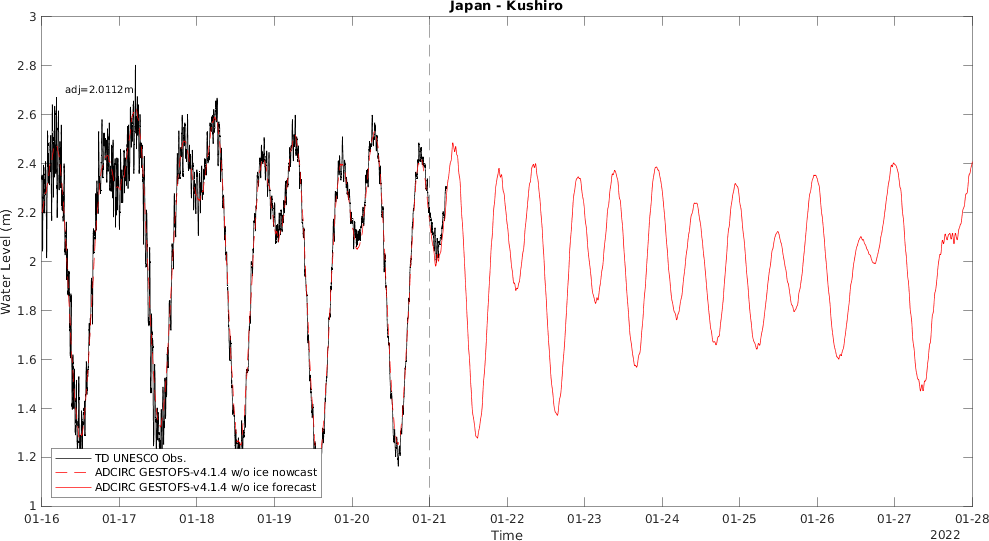 Japan - Kushiro
3
2.8
adj=2.0112m
2.6
2.4
2.2
Water Level (m)
2
1.8
1.6
1.4
1.2
1
TD UNESCO Obs.
ADCIRC GESTOFS-v4.1.4 w/o ice nowcast
ADCIRC GESTOFS-v4.1.4 w/o ice forecast
01-16 01-17 01-18 01-19 01-20 01-21 01-22 01-23 01-24 01-25 01-26 01-27 01-28
Time
2022